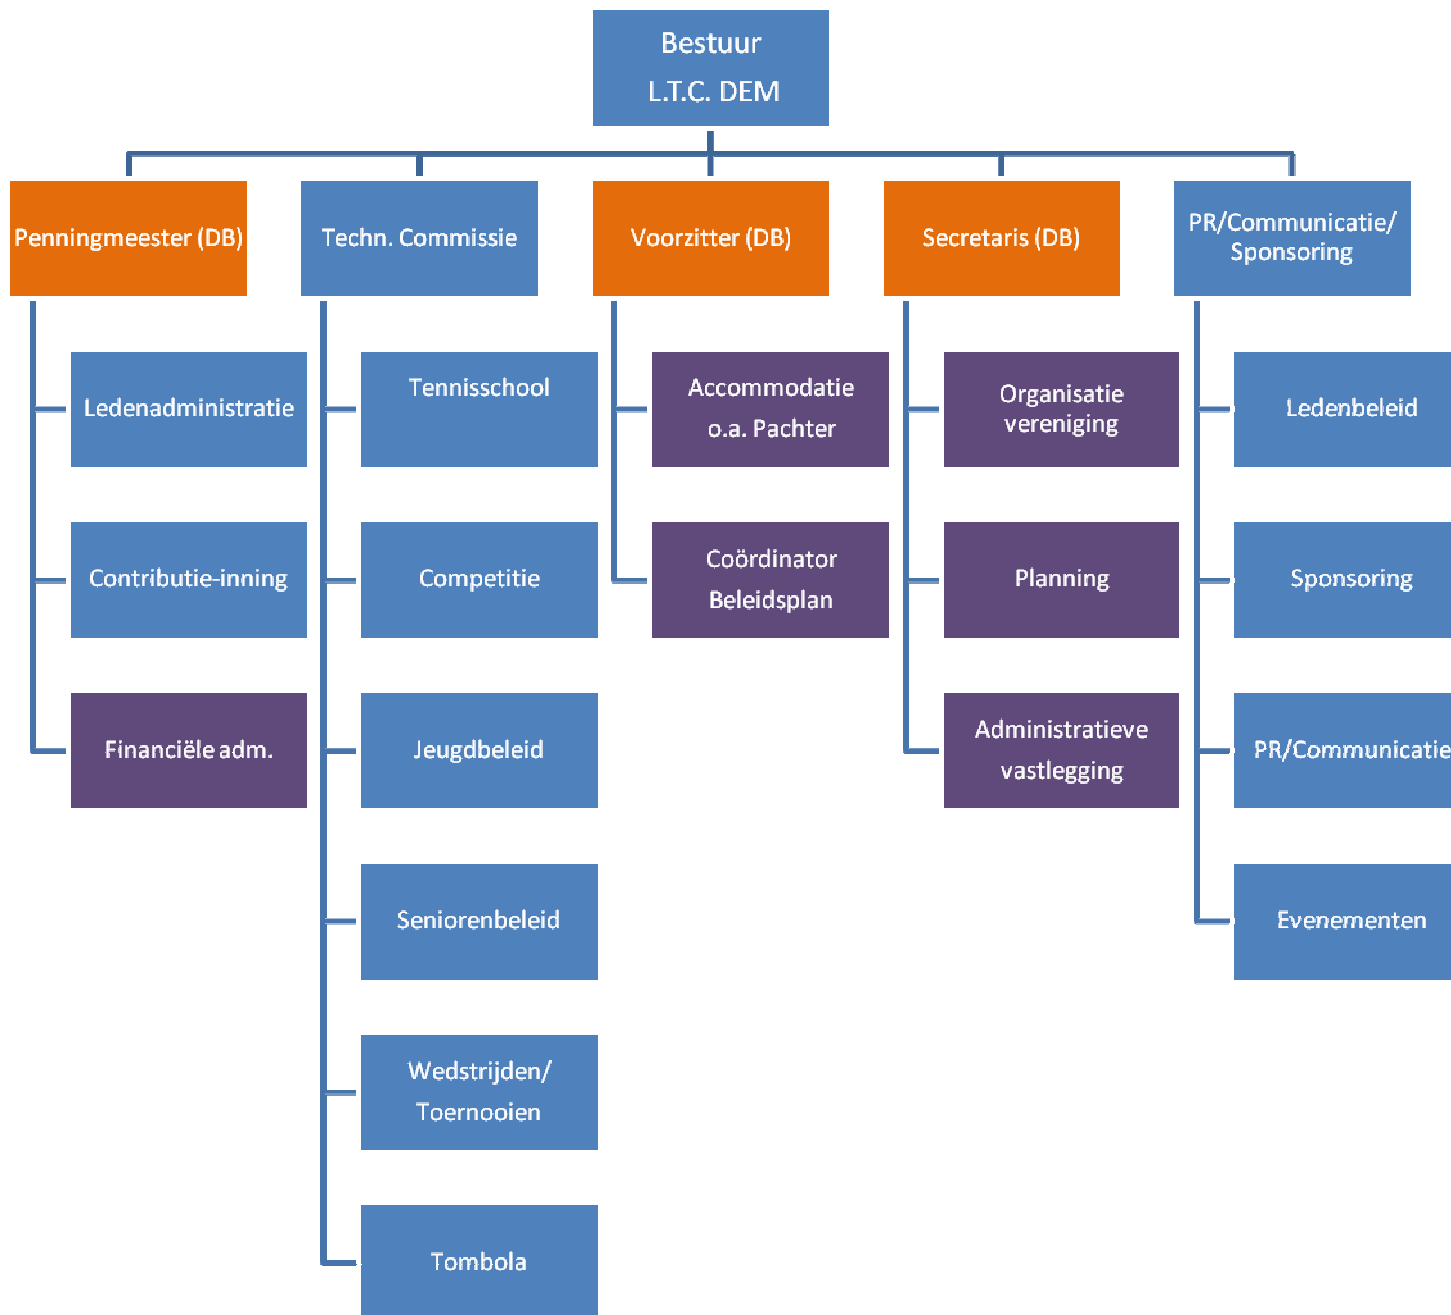 Bestuur
L.T.C. DEM
Penningmeester (DB)
Techn. Commissie
Voorzitter (DB)
Secretaris (DB)
PR/Communicatie/
Sponsoring
Ledenadministratie
Contributie-inning
Financiële adm.
Tennisschool
Competitie
Jeugdbeleid
Seniorenbeleid
Wedstrijden/
Toernooien
Tombola
Accommodatie
o.a. Pachter
Coördinator
Beleidsplan
Organisatie
vereniging
Planning
Administratieve
vastlegging
Ledenbeleid
Sponsoring
PR/Communicatie
Evenementen